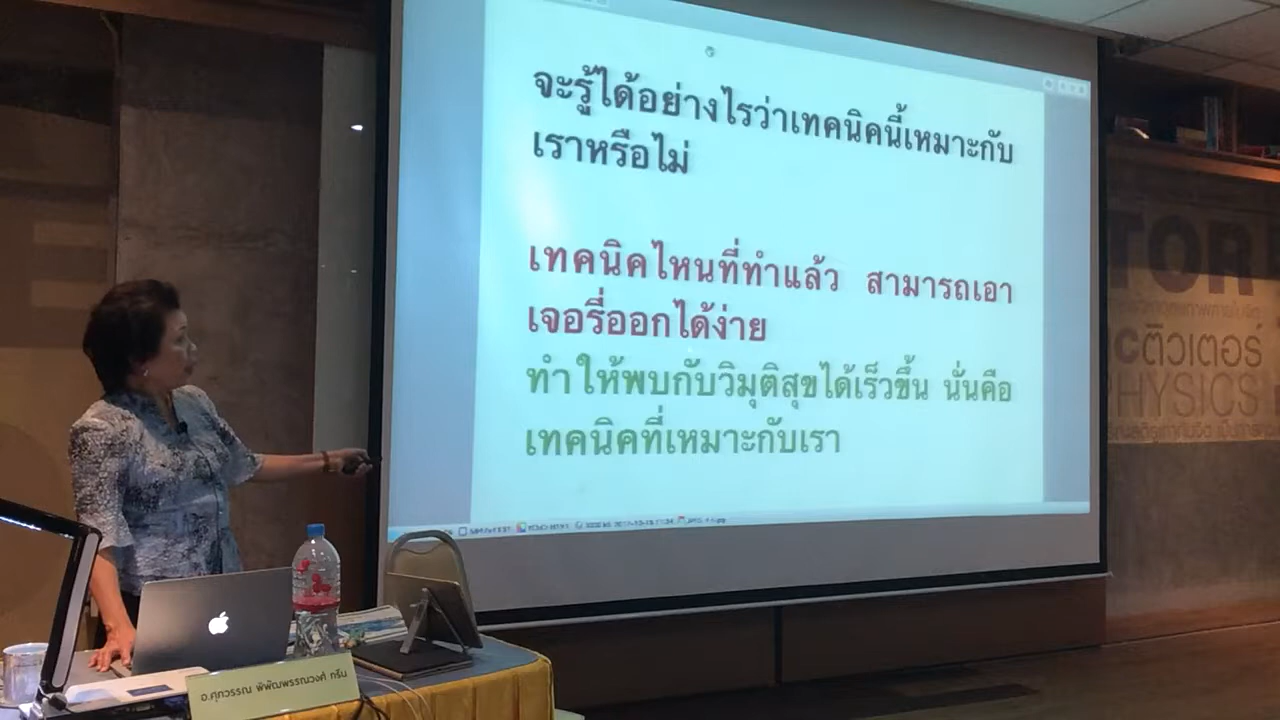 จะรู้ได้อย่างไรว่าเทคนิคนี้เหมาะกับ
เราหรือไม่
เทคนิคไหนที่ทำแล้ว สามารถเอา
เจอรี่ออกได้ง่าย
ทำให้พบกับวิมุติสุขได้เร็วขึ้น นั่นคือ
เทคนิคที่เหมาะกับเรา
TOR
ติวเตอร์
PHYSICS
อ.ศุภวรรณ พิพัฒพรรณวงศ์ กรีน